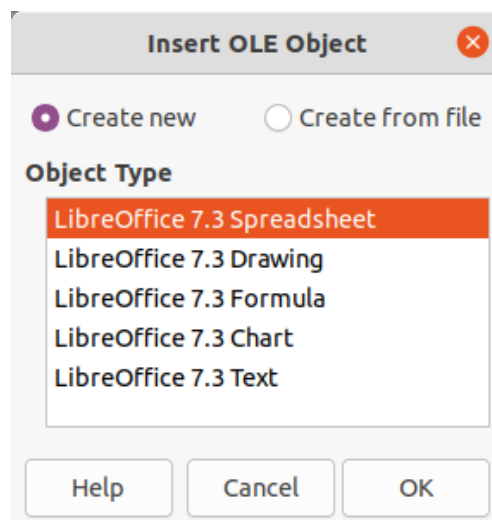 Insert OLE Object
Create new Create from file
Object Type
LibreOffice 7.3 Spreadsheet
LibreOffice 7.3 Drawing
LibreOffice 7.3 Formula
LibreOffice 7.3 Chart
LibreOffice 7.3 Text
Help Cancel OK